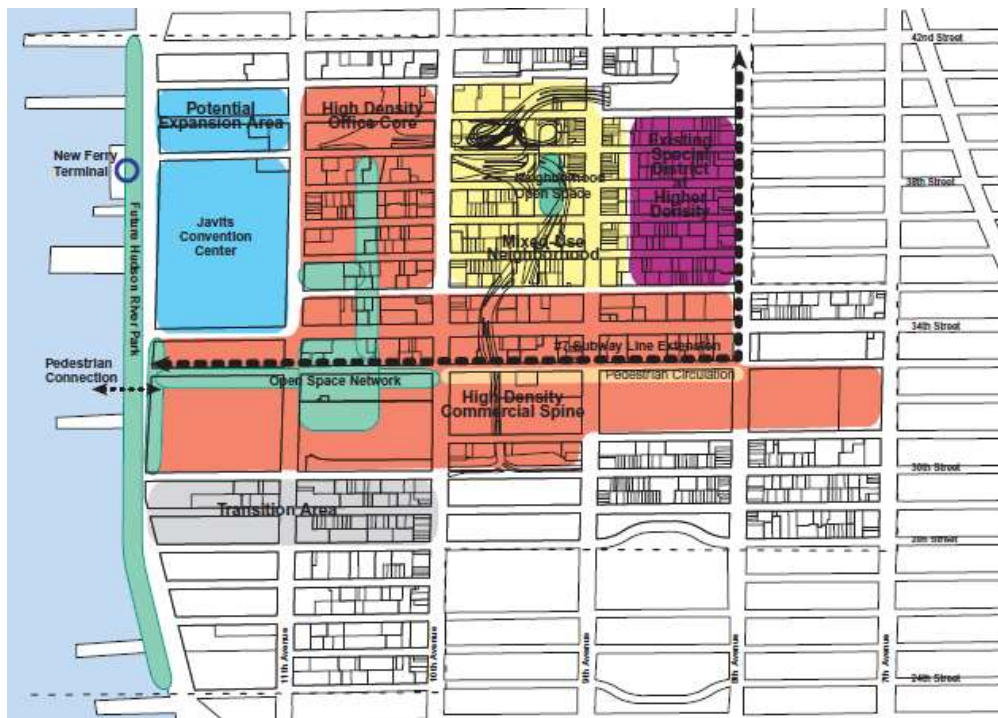 42nd Street
Potential
Expansion Area
High Density
Office Core
Existing
Special
District
at
Higher
Density
New Ferry
Terminal
Neighborhood
Open Space
38th Street
Javits
Convention
Center
Mixed-Use
Neighborhood
Future Hudson River Park
34th Street
#7 Subway Line Extension
Pedestrian
Connection
Open Space Network
Pedestrian Circulation
High Density
Commercial Spine
30th Street
Transition Area
28th Street
11th Avenue
10th Avenue
9th Avenue
8th Avenue
7th Avenue
24th Street